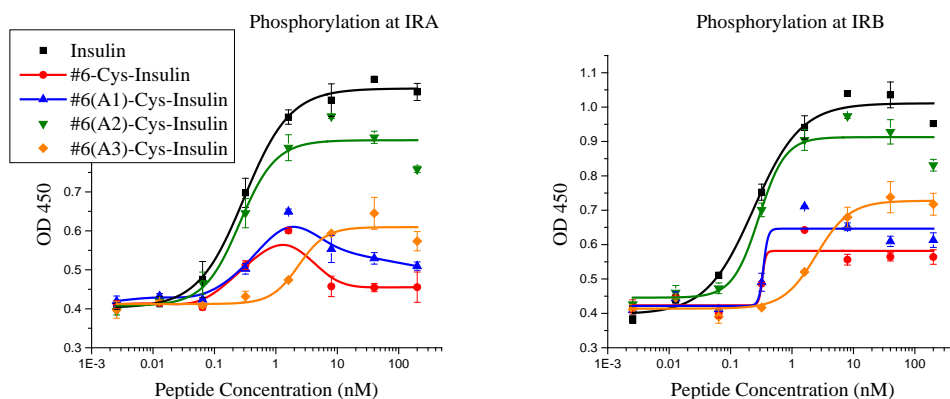 Phosphorylation at IRA
Insulin
#6-Cys-Insulin
#6(A1)-Cys-Insulin
#6(A2)-Cys-Insulin
#6(A3)-Cys-Insulin
OD 450
0.7
0.6
0.5
0.4
0.3
1E-3
0.01
0.1
1
10
100
Peptide Concentration (nM)
Phosphorylation at IRB
OD 450
1.1
1.0
0.9
0.8
0.7
0.6
0.5
0.4
0.3
1E-3
0.01
0.1
1
10
100
Peptide Concentration (nM)